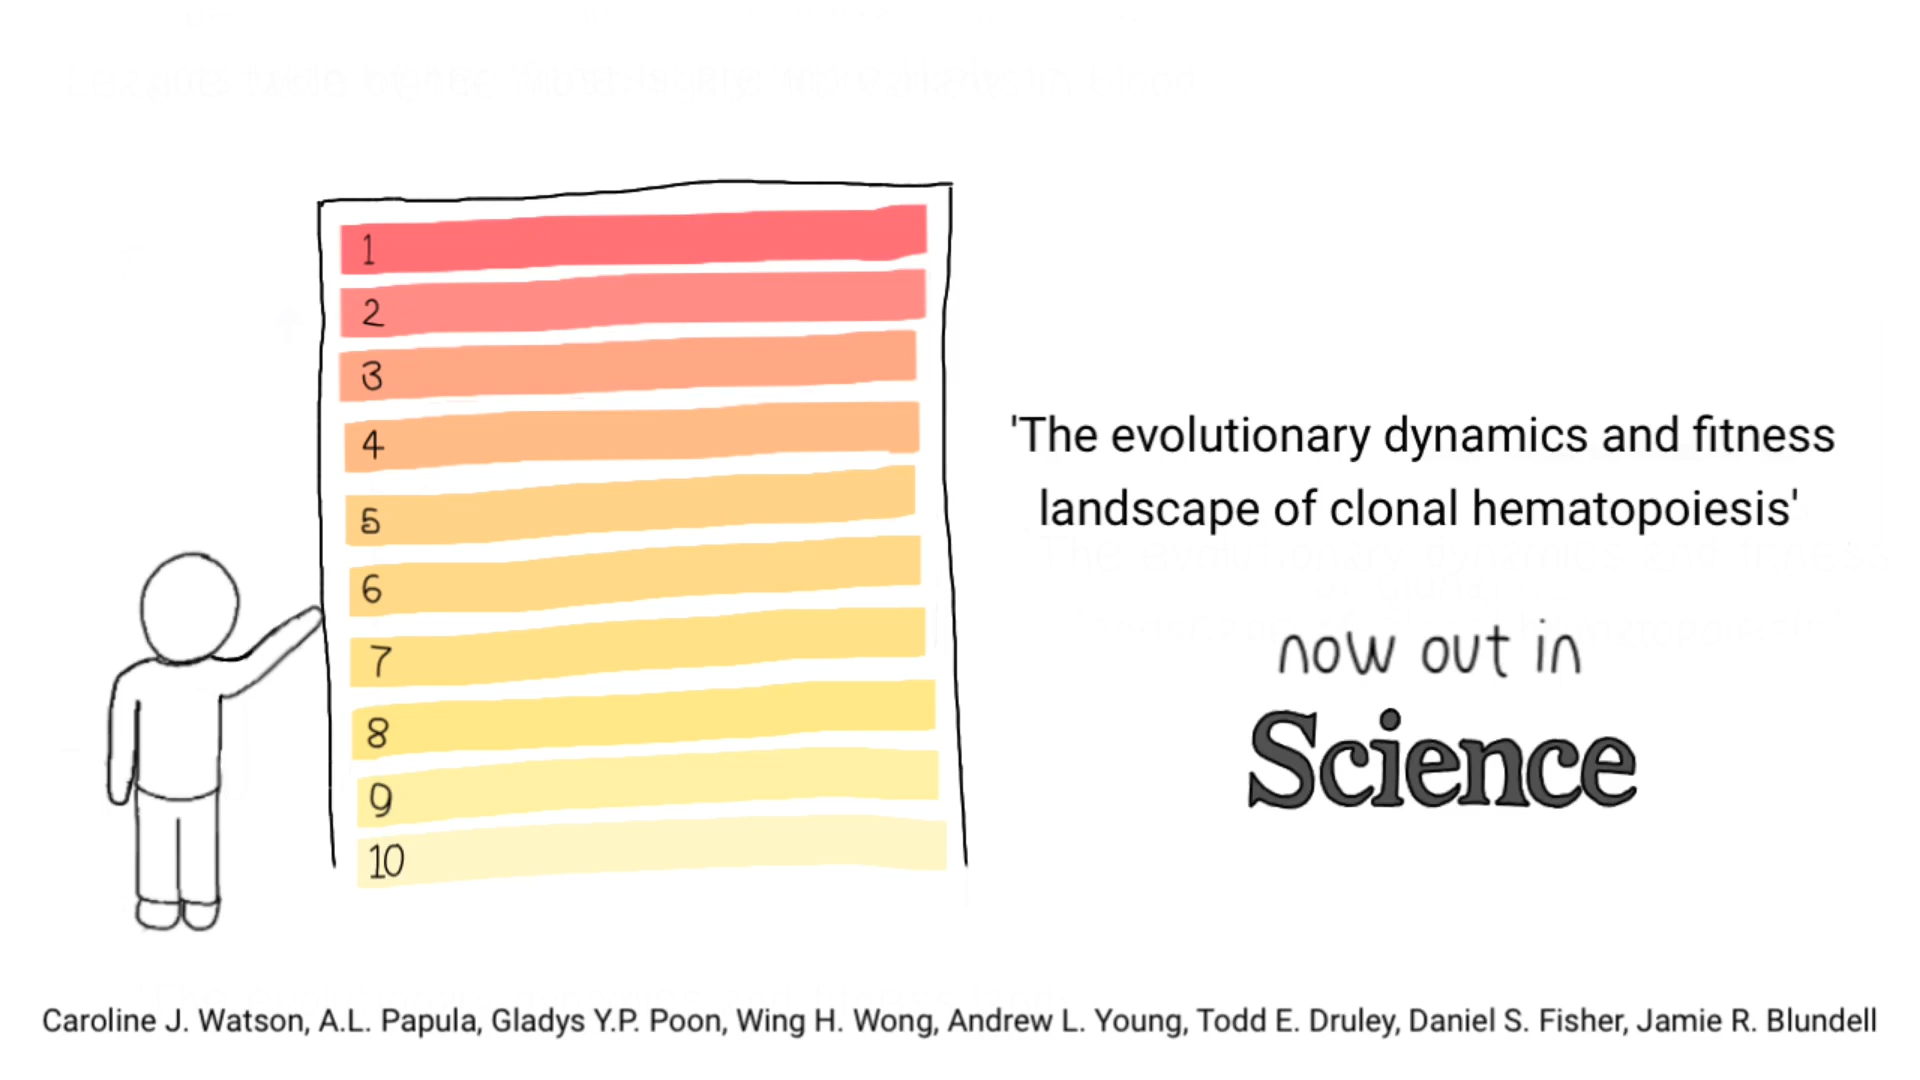 1
2
3
4
5
6
7
8
9
10
'The evolutionary dynamics and fitness
landscape of clonal hematopoiesis'
now out in
Science
Caroline J. Watson, A.L. Papula, Gladys Y.P. Poon, Wing H. Wong, Andrew L. Young, Todd E. Druley, Daniel S. Fisher, Jamie R. Blundell